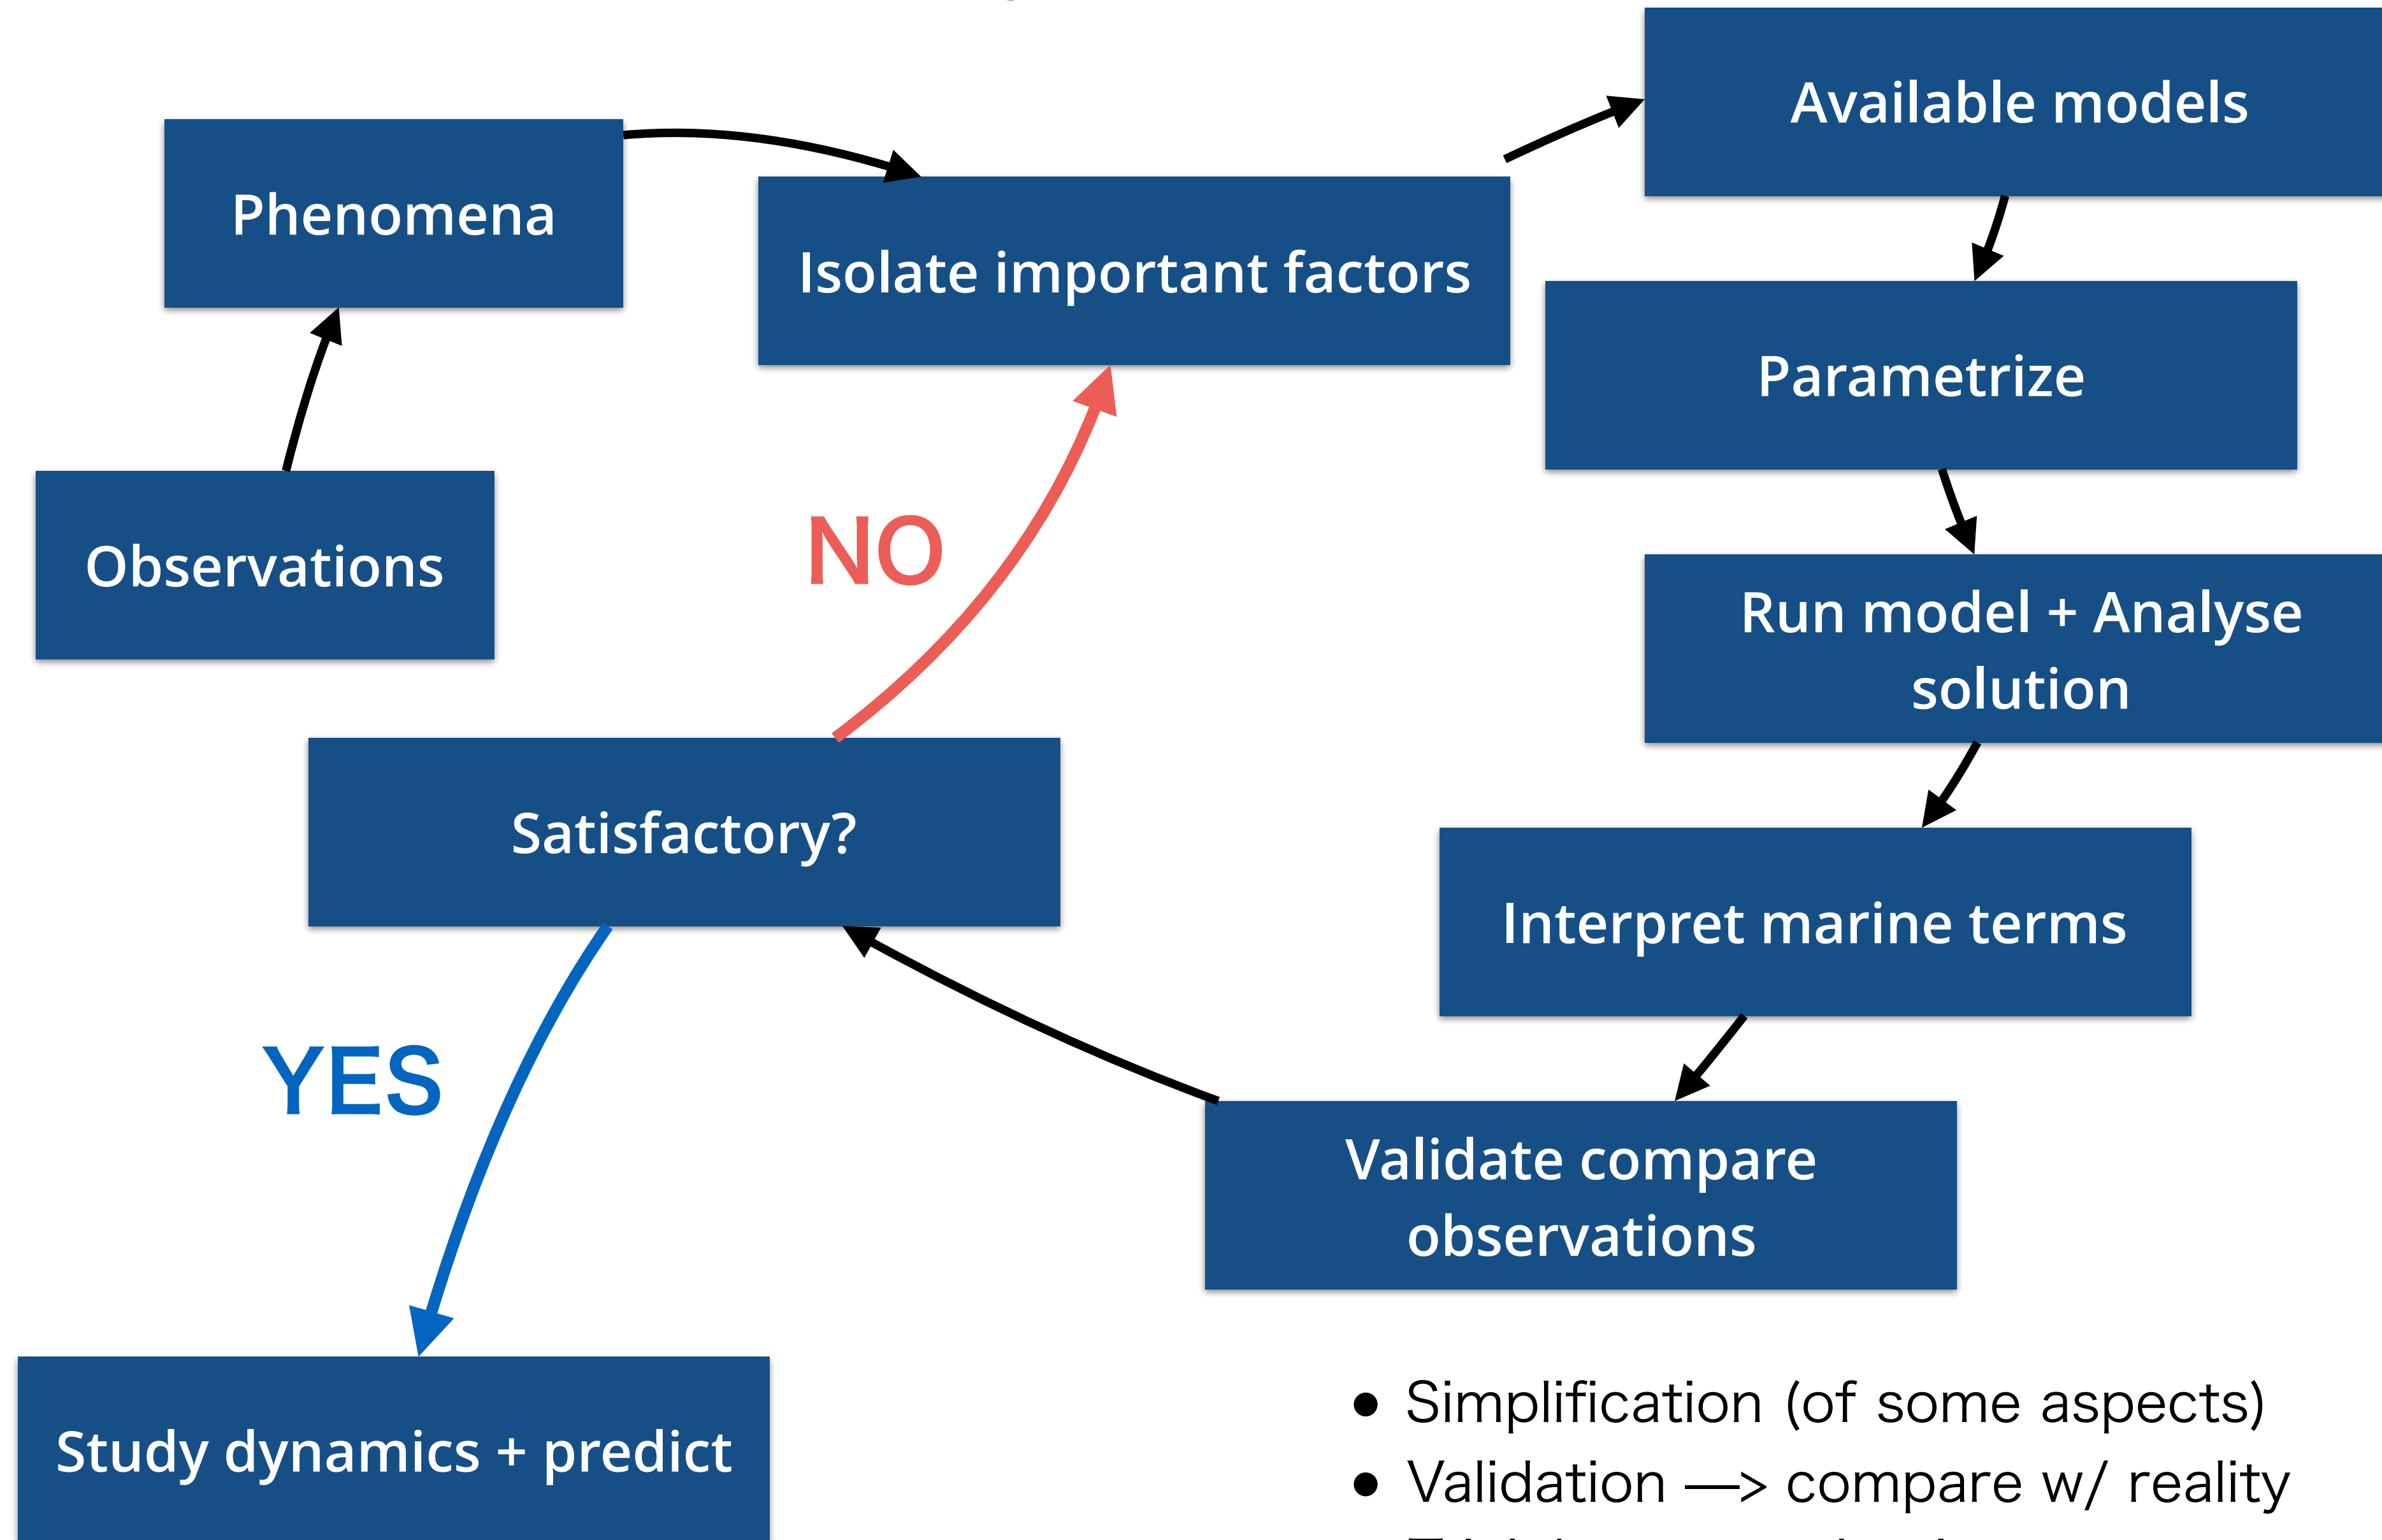 Available models
Phenomena
Isolate important factors
Parametrize
NO
Observations
Run model + Analyse
solution
Satisfactory?
Interpret marine terms
YES
Validate compare
observations
Study dynamics + predict
• Simplification (of some aspects)
• Validation —> compare w/ reality